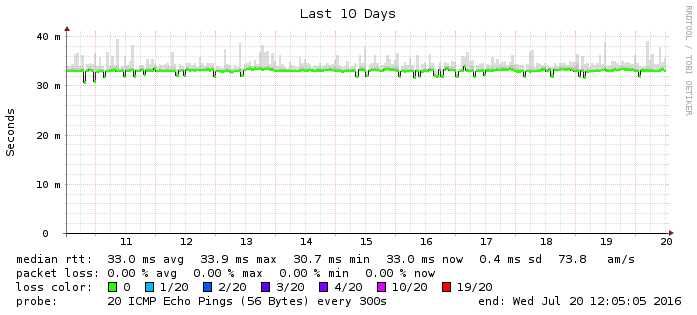 Last 10 Days
RRDTOOL / TOBI OETIKER
Seconds
40 m
30 m
20 m
10 m
0
11 12 13 14 15 16 17 18 19 20
median rtt: 33.0 ms avg 33.9 ms max 30.7 ms min 33.0 ms now 0.4 ms sd 73.8 am/s
packet loss: 0.00 % avg 0.00 % max 0.00 % min 0.00 % now
loss color: 0 1/20 2/20 3/20 4/20 10/20 19/20
probe: 20 ICMP Echo Pings (56 Bytes) every 300s end: Wed Jul 20 12:05:05 2016